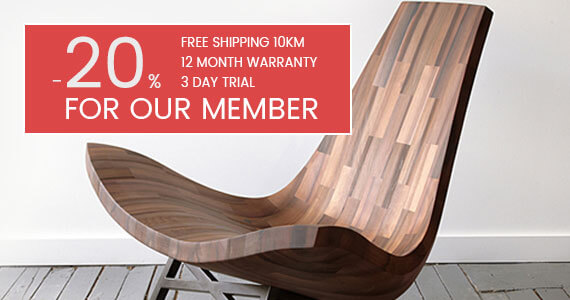 -20%
FREE SHIPPING 10KM
12 MONTH WARRANTY
3 DAY TRIAL
FOR OUR MEMBER